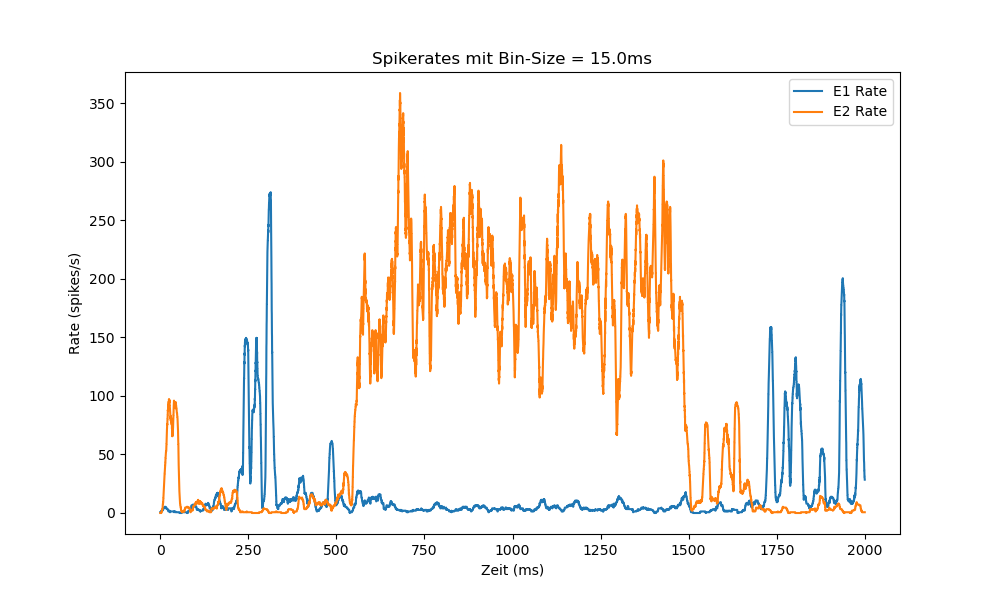 Spikerates mit Bin-Size = 15.0ms
E1 Rate
E2 Rate
Rate (spikes/s)
350
300
250
200
150
100
50
0
0 250 500 750 1000 1250 1500 1750 2000
Zeit (ms)